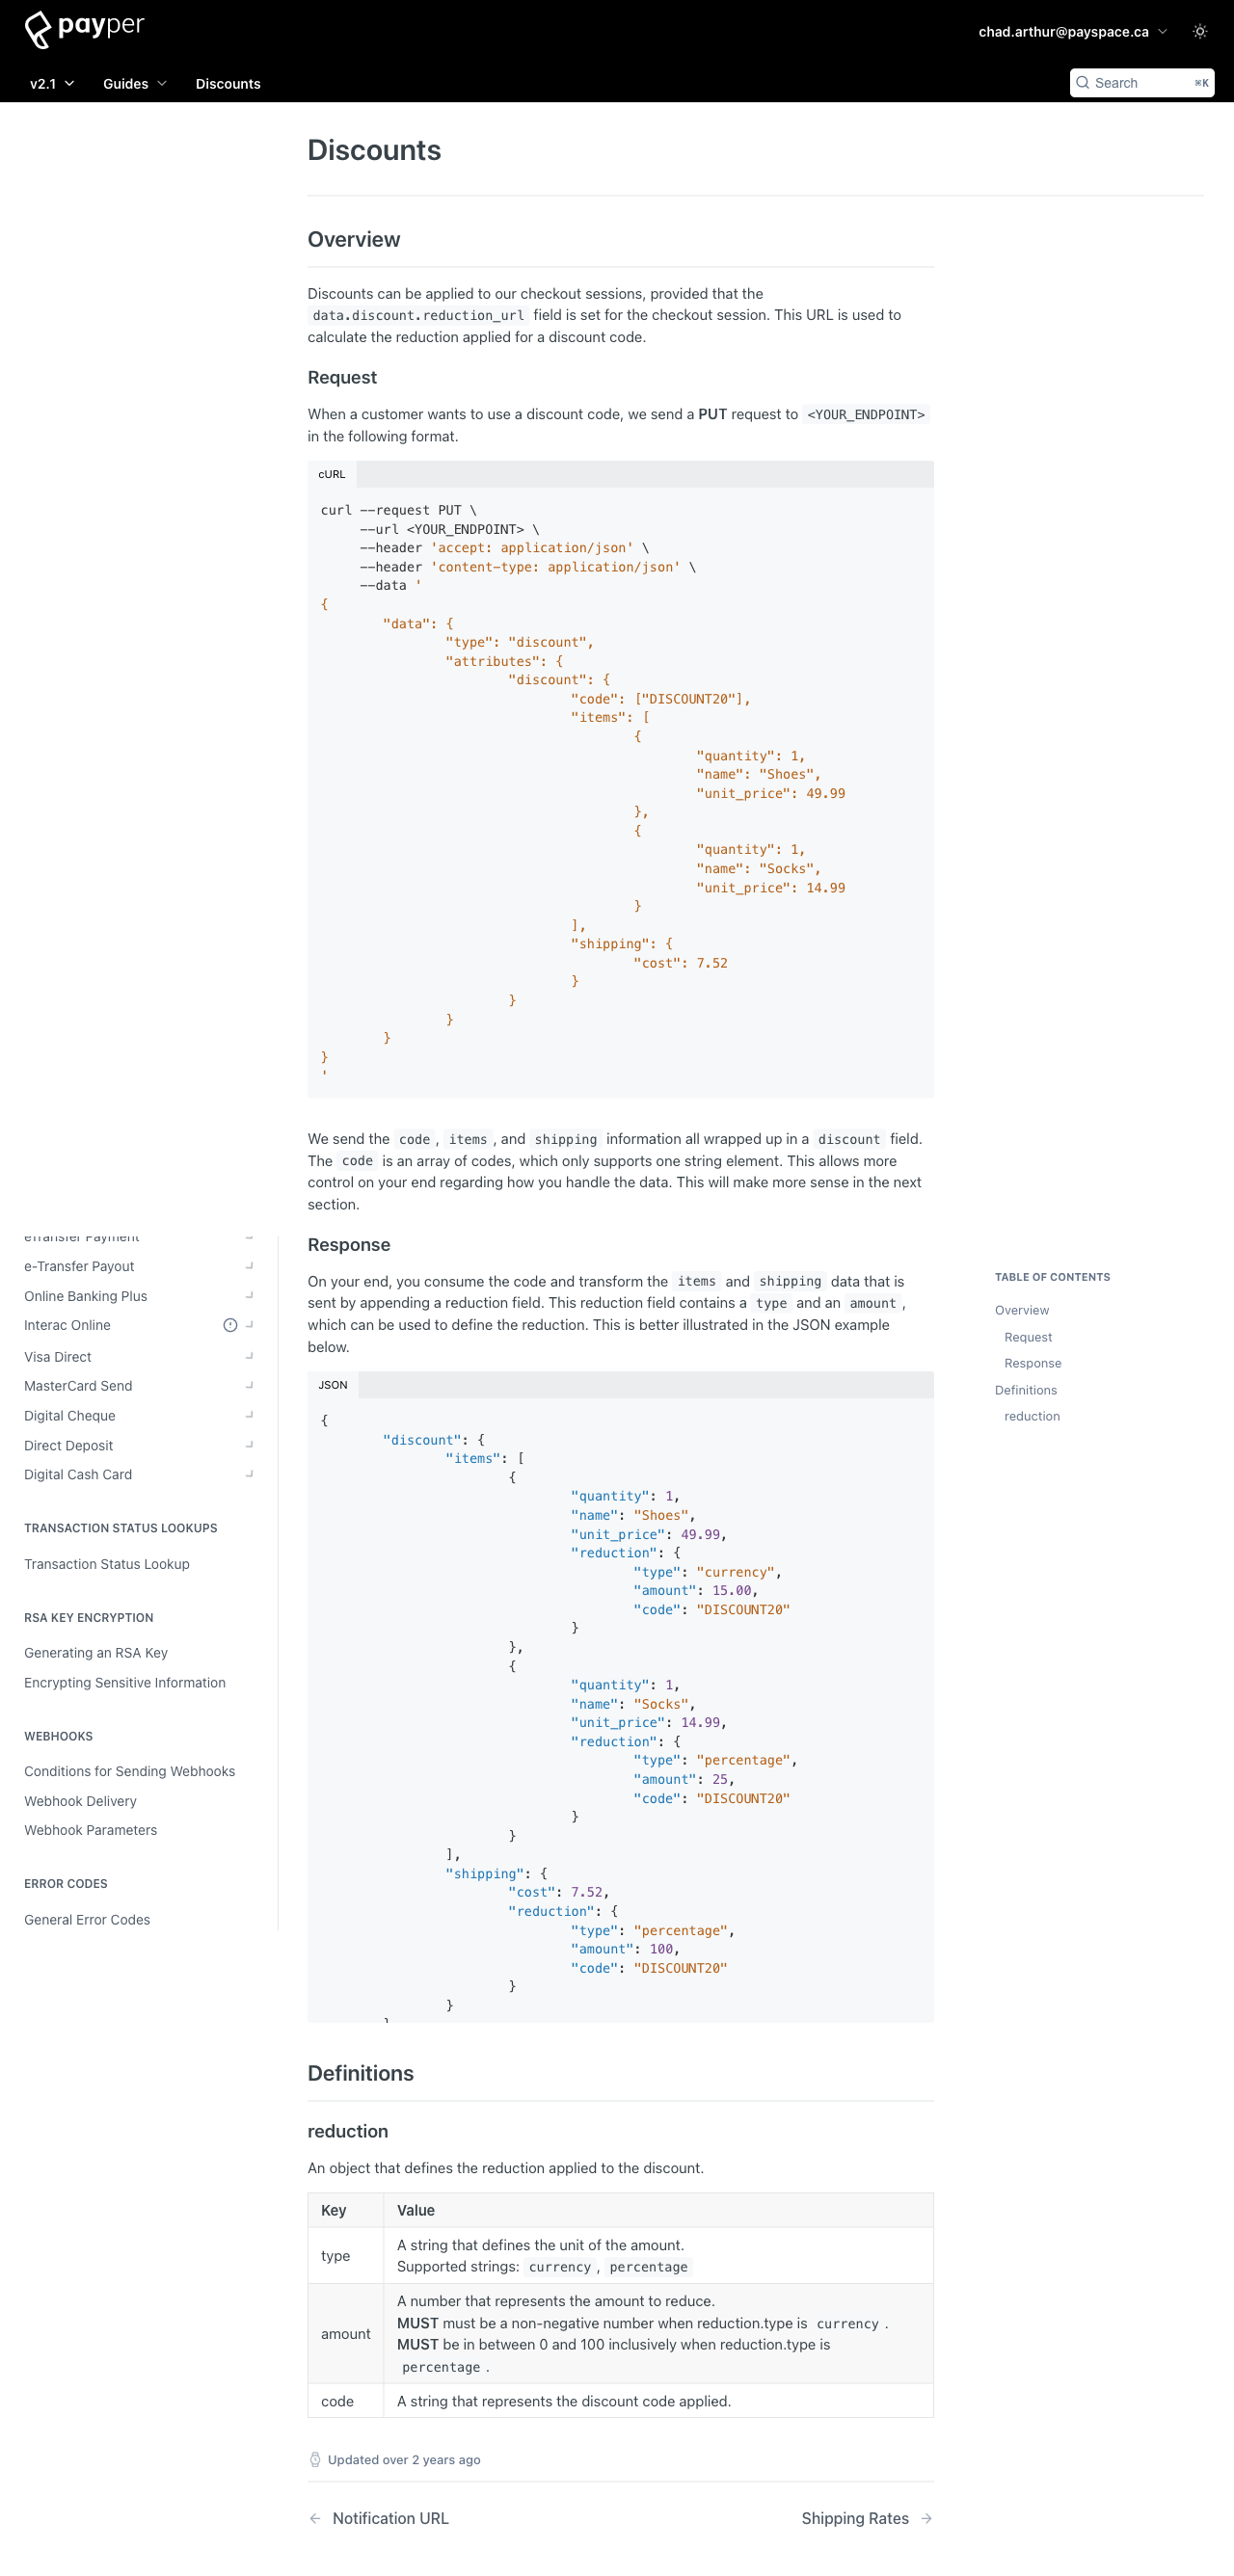 payper
chad.arthur@payspace.ca
v2.1 Guides Discounts
Search ⌘K
Discounts
Overview
Discounts can be applied to our checkout sessions, provided that the
data.discount.reduction_url field is set for the checkout session. This URL is used to
calculate the reduction applied for a discount code.
Request
When a customer wants to use a discount code, we send a PUT request to <YOUR_ENDPOINT>
in the following format.
cURL
curl --request PUT \
--url <YOUR_ENDPOINT> \
--header 'accept: application/json' \
--header 'content-type: application/json' \
--data '
{
"data": {
"type": "discount",
"attributes": {
"discount": {
"code": ["DISCOUNT20"],
"items": [
{
"quantity": 1,
"name": "Shoes",
"unit_price": 49.99
},
{
"quantity": 1,
"name": "Socks",
"unit_price": 14.99
}
],
"shipping": {
"cost": 7.52
}
}
}
}
}
'
We send the code, items, and shipping information all wrapped up in a discount field.
The code is an array of codes, which only supports one string element. This allows more
control on your end regarding how you handle the data. This will make more sense in the next
section.
Response
On your end, you consume the code and transform the items and shipping data that is
sent by appending a reduction field. This reduction field contains a type and an amount,
which can be used to define the reduction. This is better illustrated in the JSON example
below.
JSON
{
"discount": {
"items": [
{
"quantity": 1,
"name": "Shoes",
"unit_price": 49.99,
"reduction": {
"type": "currency",
"amount": 15.00,
"code": "DISCOUNT20"
}
},
{
"quantity": 1,
"name": "Socks",
"unit_price": 14.99,
"reduction": {
"type": "percentage",
"amount": 25,
"code": "DISCOUNT20"
}
}
],
"shipping": {
"cost": 7.52,
"reduction": {
"type": "percentage",
"amount": 100,
"code": "DISCOUNT20"
}
}
}
Definitions
reduction
An object that defines the reduction applied to the discount.
Key Value
type
A string that defines the unit of the amount.
Supported strings: currency, percentage
amount
A number that represents the amount to reduce.
MUST must be a non-negative number when reduction.type is currency.
MUST be in between 0 and 100 inclusively when reduction.type is
percentage.
code A string that represents the discount code applied.
Updated over 2 years ago
← Notification URL
Shipping Rates →
eTransfer Payment
e-Transfer Payout
Online Banking Plus
Interac Online
Visa Direct
MasterCard Send
Digital Cheque
Direct Deposit
Digital Cash Card
TRANSACTION STATUS LOOKUPS
Transaction Status Lookup
RSA KEY ENCRYPTION
Generating an RSA Key
Encrypting Sensitive Information
WEBHOOKS
Conditions for Sending Webhooks
Webhook Delivery
Webhook Parameters
ERROR CODES
General Error Codes
TABLE OF CONTENTS
Overview
Request
Response
Definitions
reduction